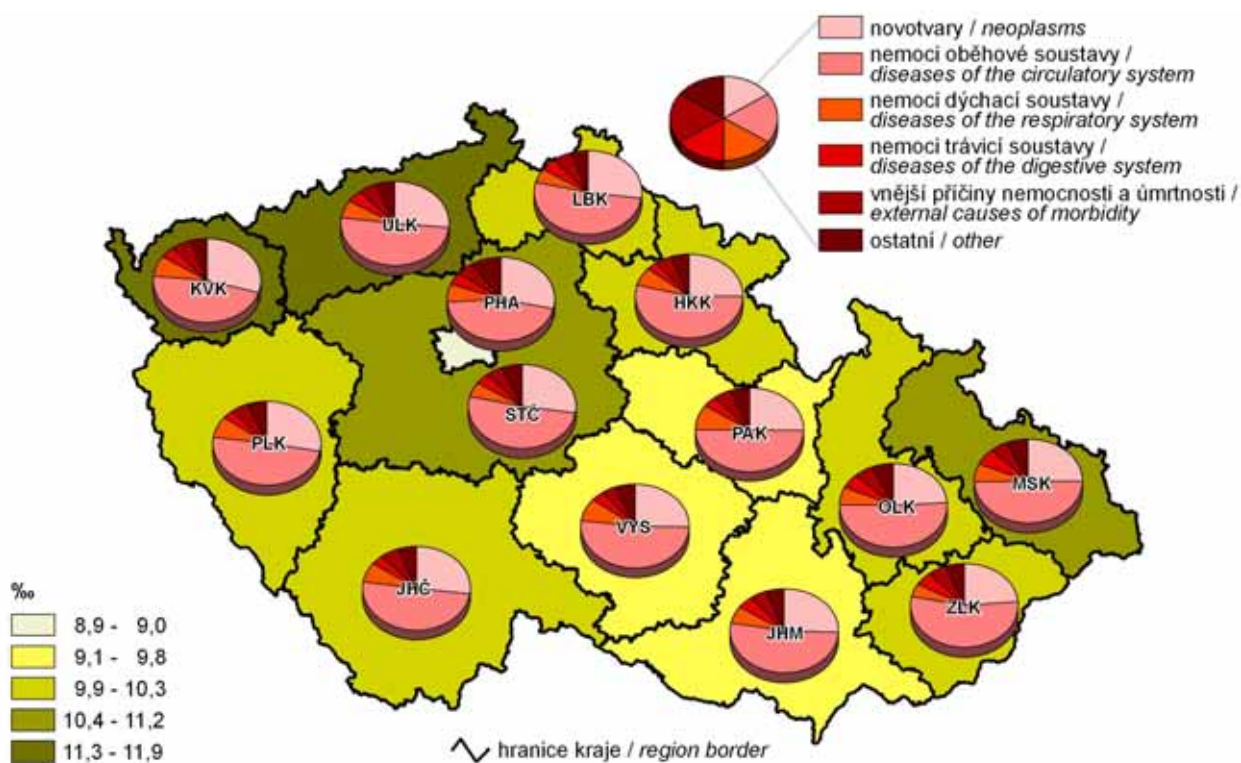 novotvary / neoplasms
nemoci oběhové soustavy /
diseases of the circulatory system
nemoci dýchací soustavy /
diseases of the respiratory system
nemoci trávicí soustavy /
diseases of the digestive system
vnější příčiny nemocnosti a úmrtnosti /
external causes of morbidity
ostatní / other
LBK
ULK
KVK
PHA
HKK
STČ
PAK
PLK
MSK
OLK
VYS
JHČ
ZLK
JHM
‰
8,9 - 9,0
9,1 - 9,8
9,9 - 10,3
10,4 - 11,2
11,3 - 11,9
hranice kraje / region border